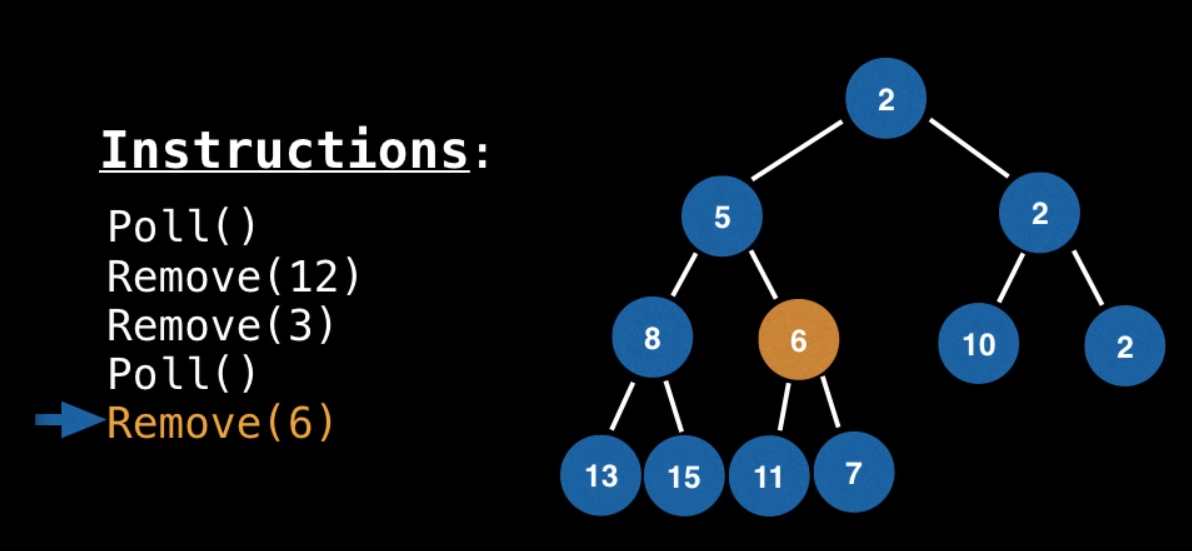 Instructions:
Poll()
Remove(12)
Remove(3)
Poll()
Remove(6)
2
5
2
8
6
10
2
13
15
11
7